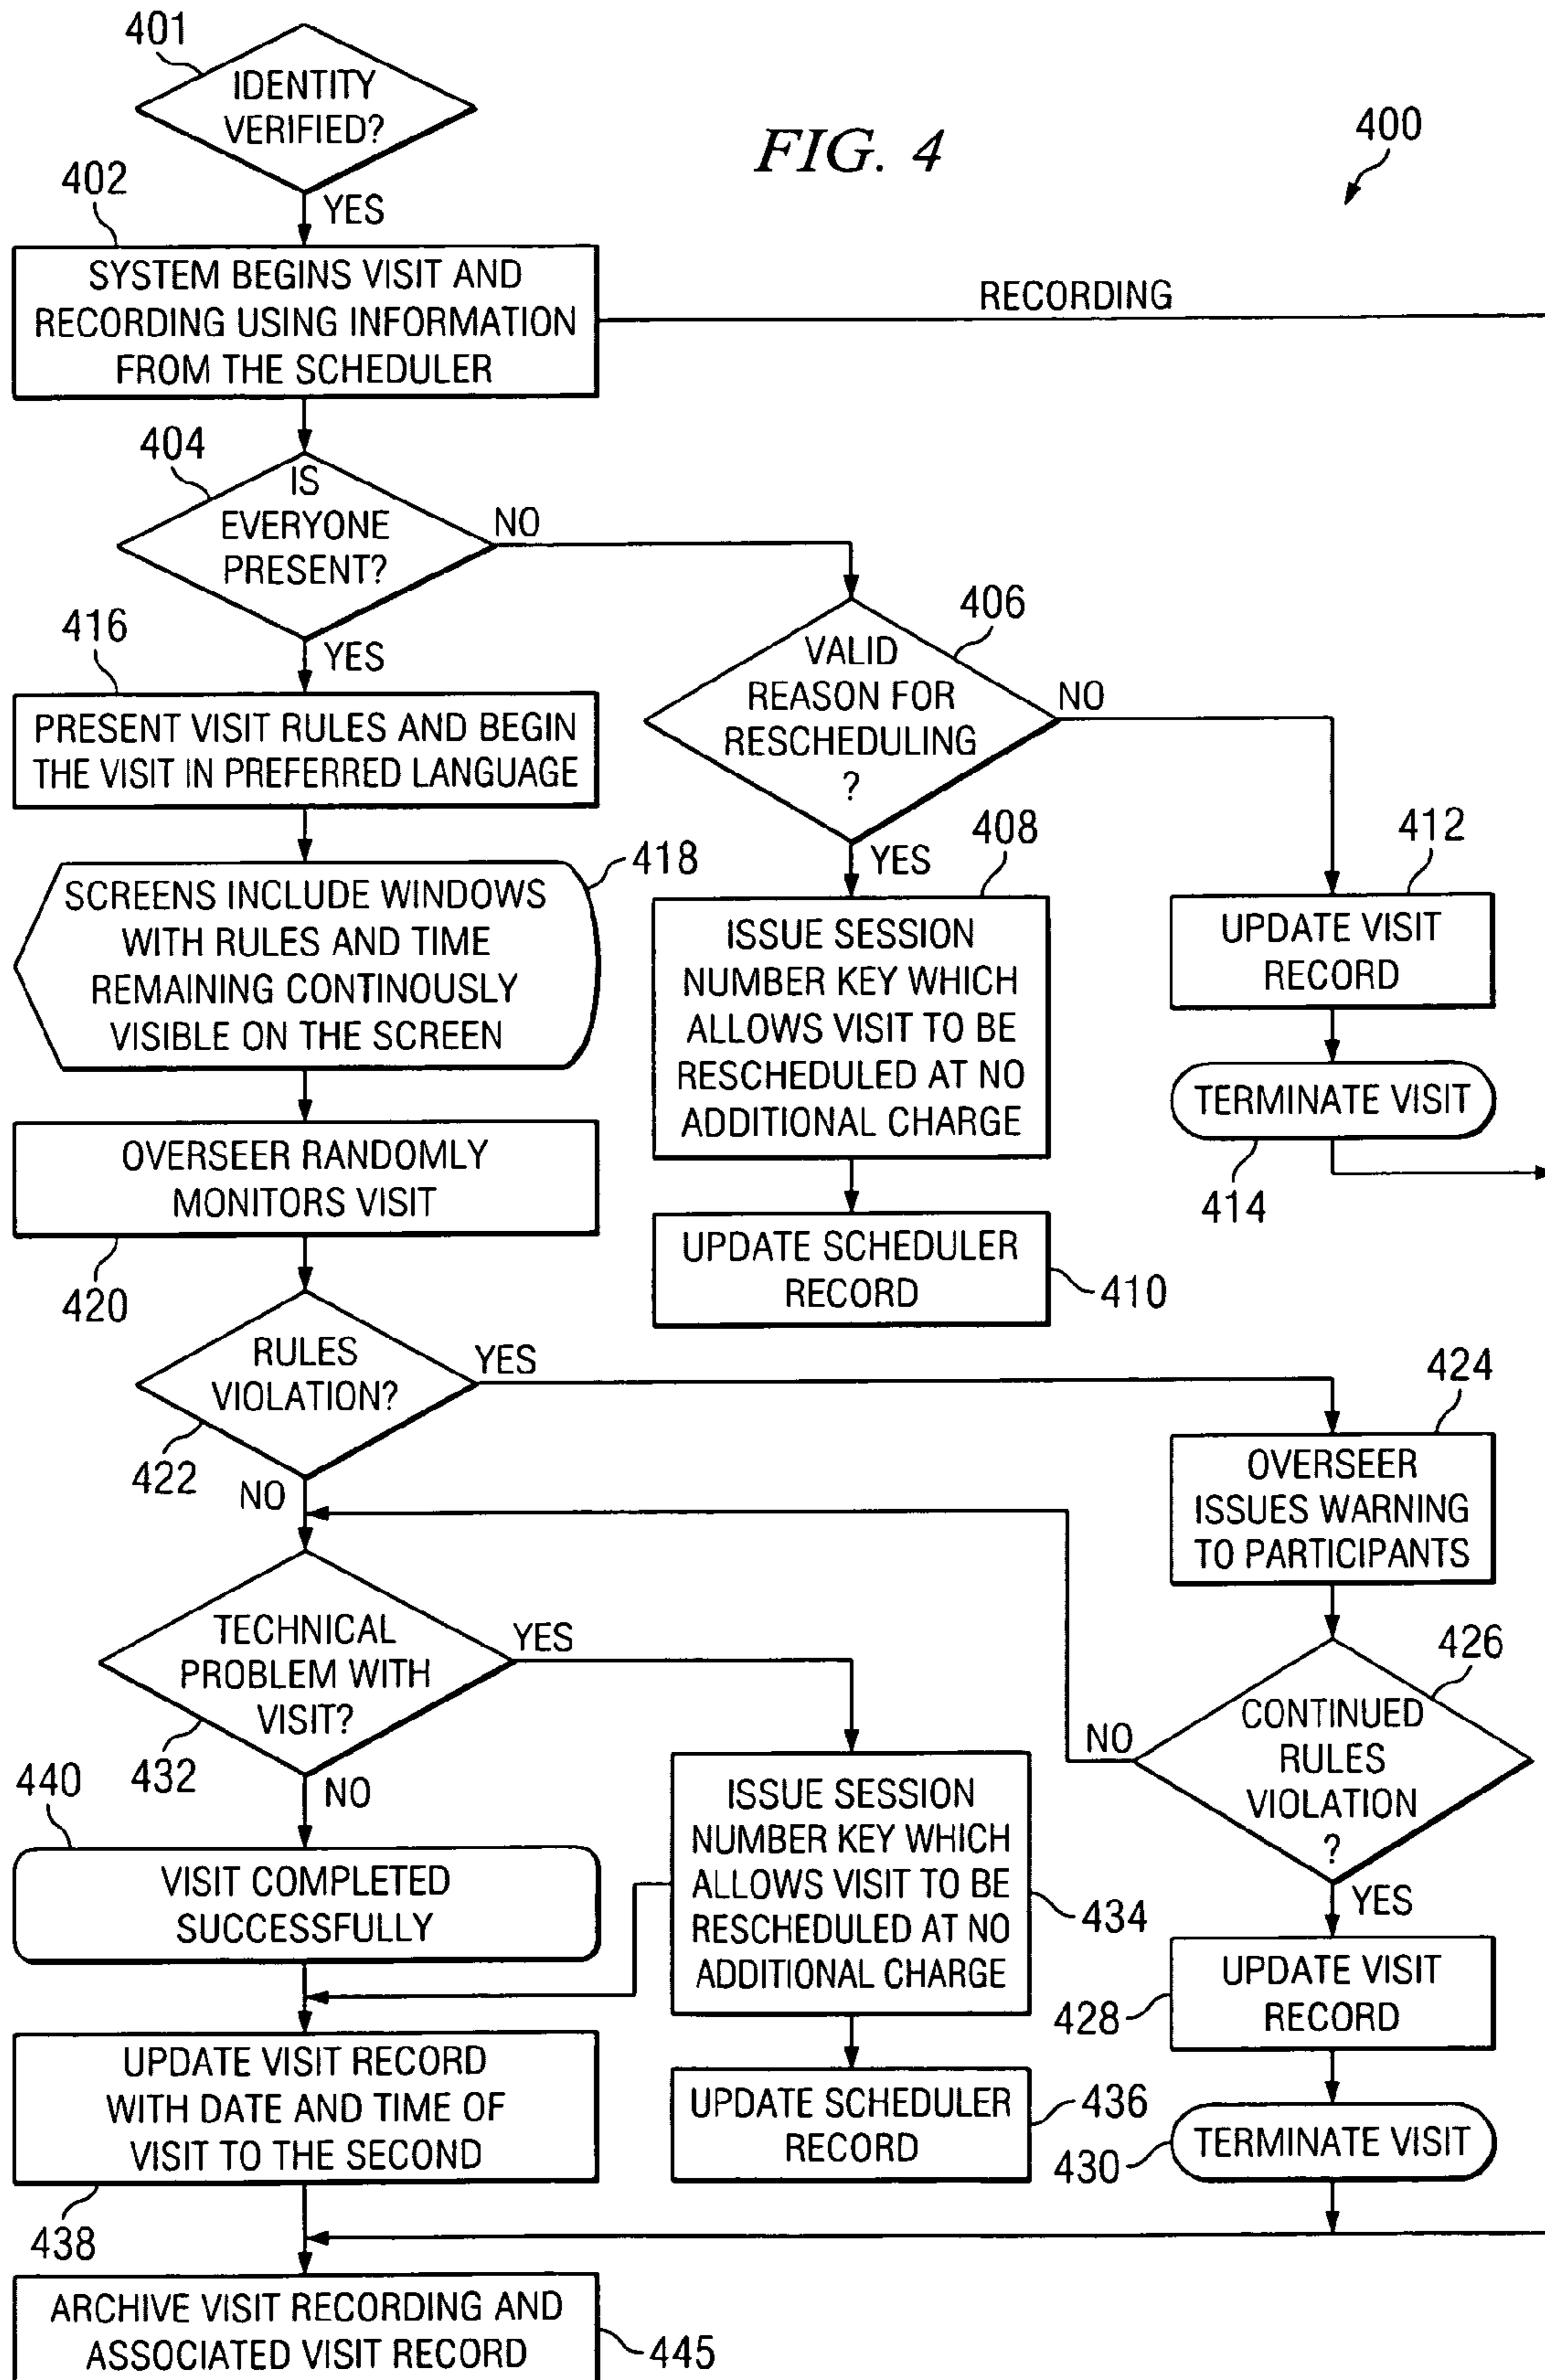 401
IDENTITY
VERIFIED?
FIG. 4
400
402
YES
SYSTEM BEGINS VISIT AND
RECORDING USING INFORMATION
FROM THE SCHEDULER
RECORDING
404
IS
EVERYONE
PRESENT?
NO
406
VALID
REASON FOR
RESCHEDULING
?
NO
416
YES
PRESENT VISIT RULES AND BEGIN
THE VISIT IN PREFERRED LANGUAGE
408
YES
ISSUE SESSION
NUMBER KEY WHICH
ALLOWS VISIT TO BE
RESCHEDULED AT NO
ADDITIONAL CHARGE
412
UPDATE VISIT
RECORD
TERMINATE VISIT
414
418
SCREENS INCLUDE WINDOWS
WITH RULES AND TIME
REMAINING CONTINOUSLY
VISIBLE ON THE SCREEN
OVERSEER RANDOMLY
MONITORS VISIT
420
UPDATE SCHEDULER
RECORD
410
RULES
VIOLATION?
YES
422
NO
424
OVERSEER
ISSUES WARNING
TO PARTICIPANTS
426
CONTINUED
RULES
VIOLATION
?
NO
YES
TECHNICAL
PROBLEM WITH
VISIT?
YES
432
NO
440
VISIT COMPLETED
SUCCESSFULLY
ISSUE SESSION
NUMBER KEY WHICH
ALLOWS VISIT TO BE
RESCHEDULED AT NO
ADDITIONAL CHARGE
434
UPDATE VISIT
RECORD
428
UPDATE VISIT RECORD
WITH DATE AND TIME OF
VISIT TO THE SECOND
438
UPDATE SCHEDULER
RECORD
436
TERMINATE VISIT
430
ARCHIVE VISIT RECORDING AND
ASSOCIATED VISIT RECORD
445